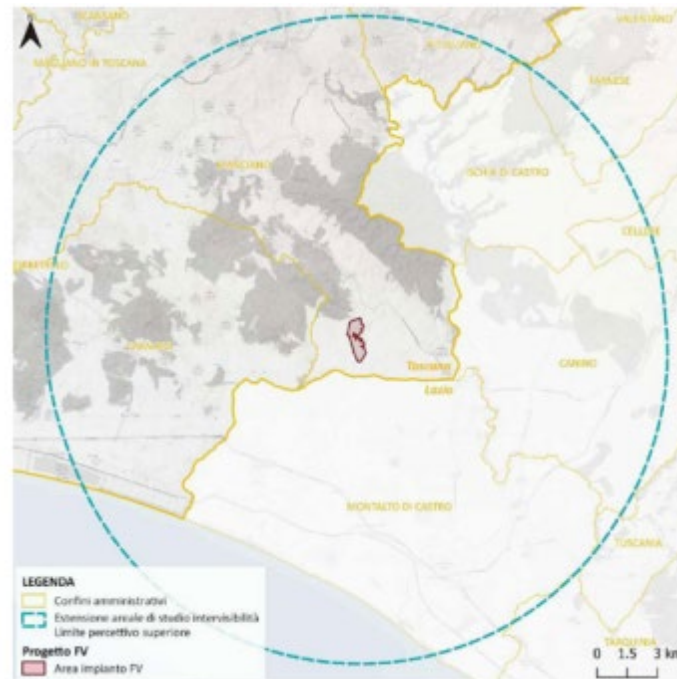 VALENTANO
MANCIANO
FARNESE
ISCHIA DI CASTRO
CELLERE
CANINO
Toscana
Lazio
MONTALTO DI CASTRO
TUSCANIA
TARQUINIA
LEGENDA
Confini amministrativi
Estensione areale di studio intervisibilità
Limite percettivo superiore
Progetto FV
Area impianto FV
0 1.5 3 km